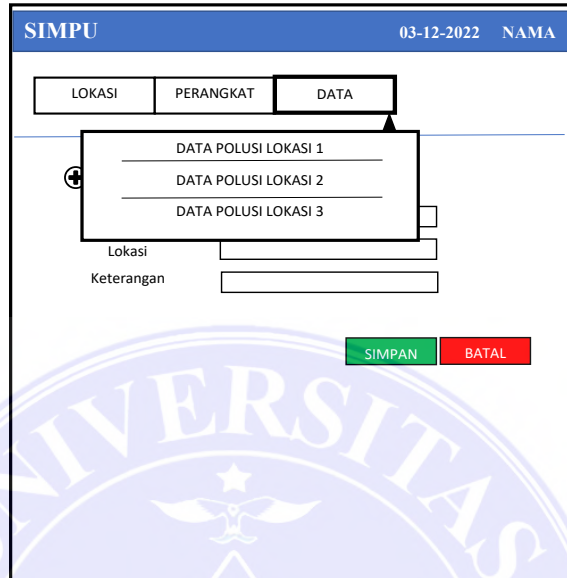 SIMPU 03-12-2022 NAMA
LOKASI PERANGKAT DATA
DATA POLUSI LOKASI 1
DATA POLUSI LOKASI 2
DATA POLUSI LOKASI 3
Lokasi
Keterangan
SIMPAN BATAL
UNIVERSITAS